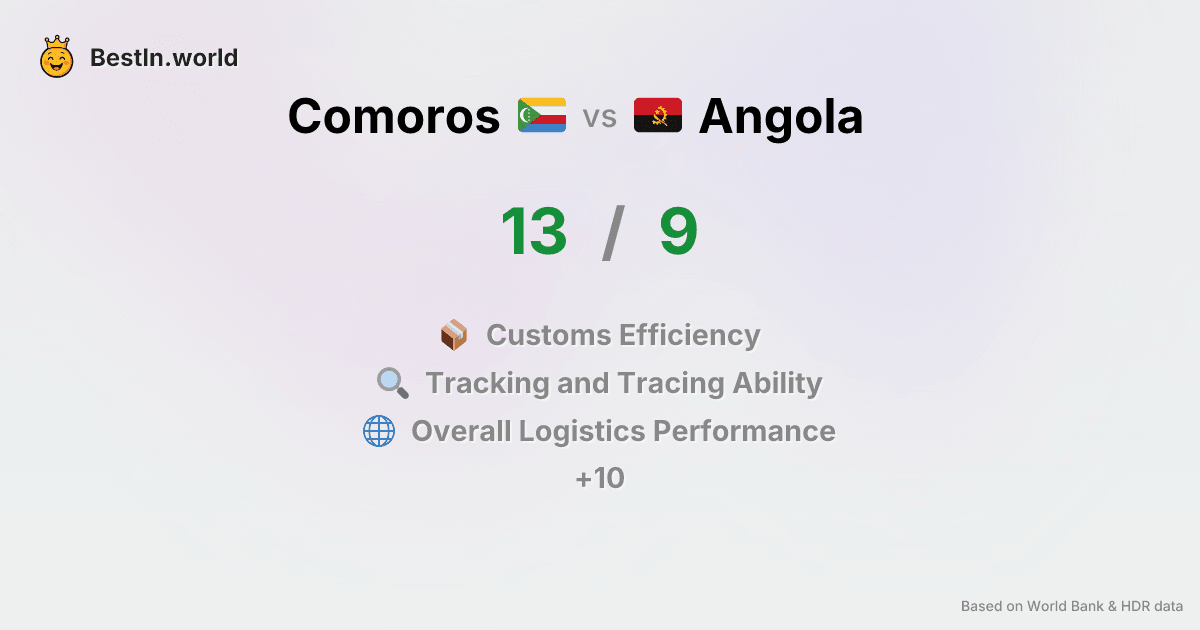 BestIn.world
Comoros vs Angola
13 / 9
Customs Efficiency
Tracking and Tracing Ability
Overall Logistics Performance
+10
Based on World Bank & HDR data